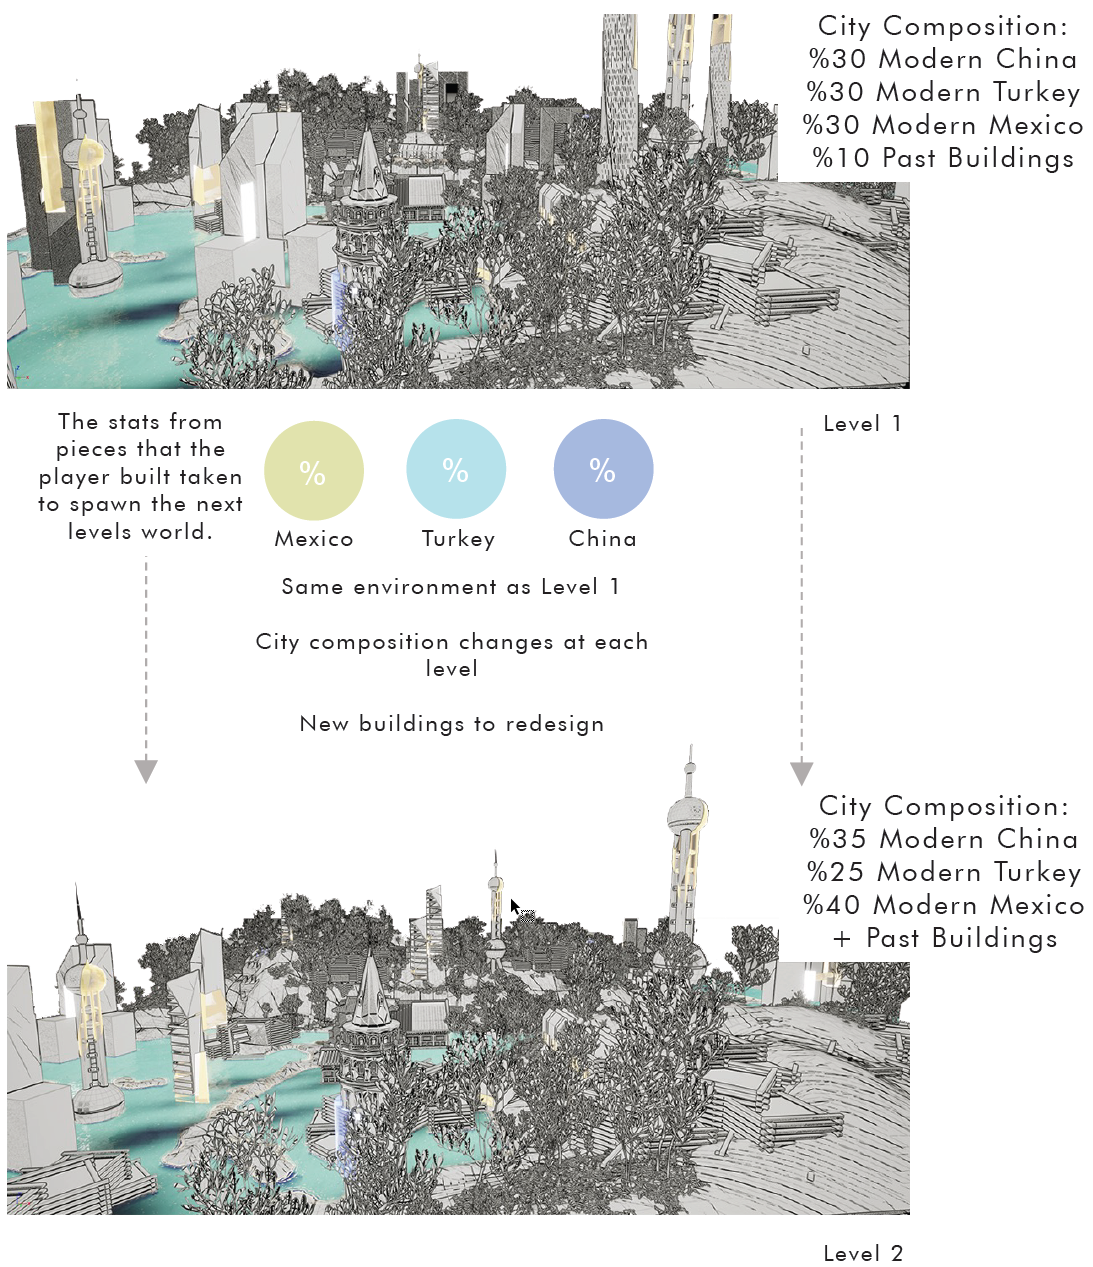 City Composition:
%30 Modern China
%30 Modern Turkey
%30 Modern Mexico
%10 Past Buildings
Level 1
The stats from
pieces that the
player built taken
to spawn the next
levels world.
%
%
%
Mexico
Turkey
China
Same environment as Level 1
City composition changes at each
level
New buildings to redesign
City Composition:
%35 Modern China
%25 Modern Turkey
%40 Modern Mexico
+ Past Buildings
Level 2